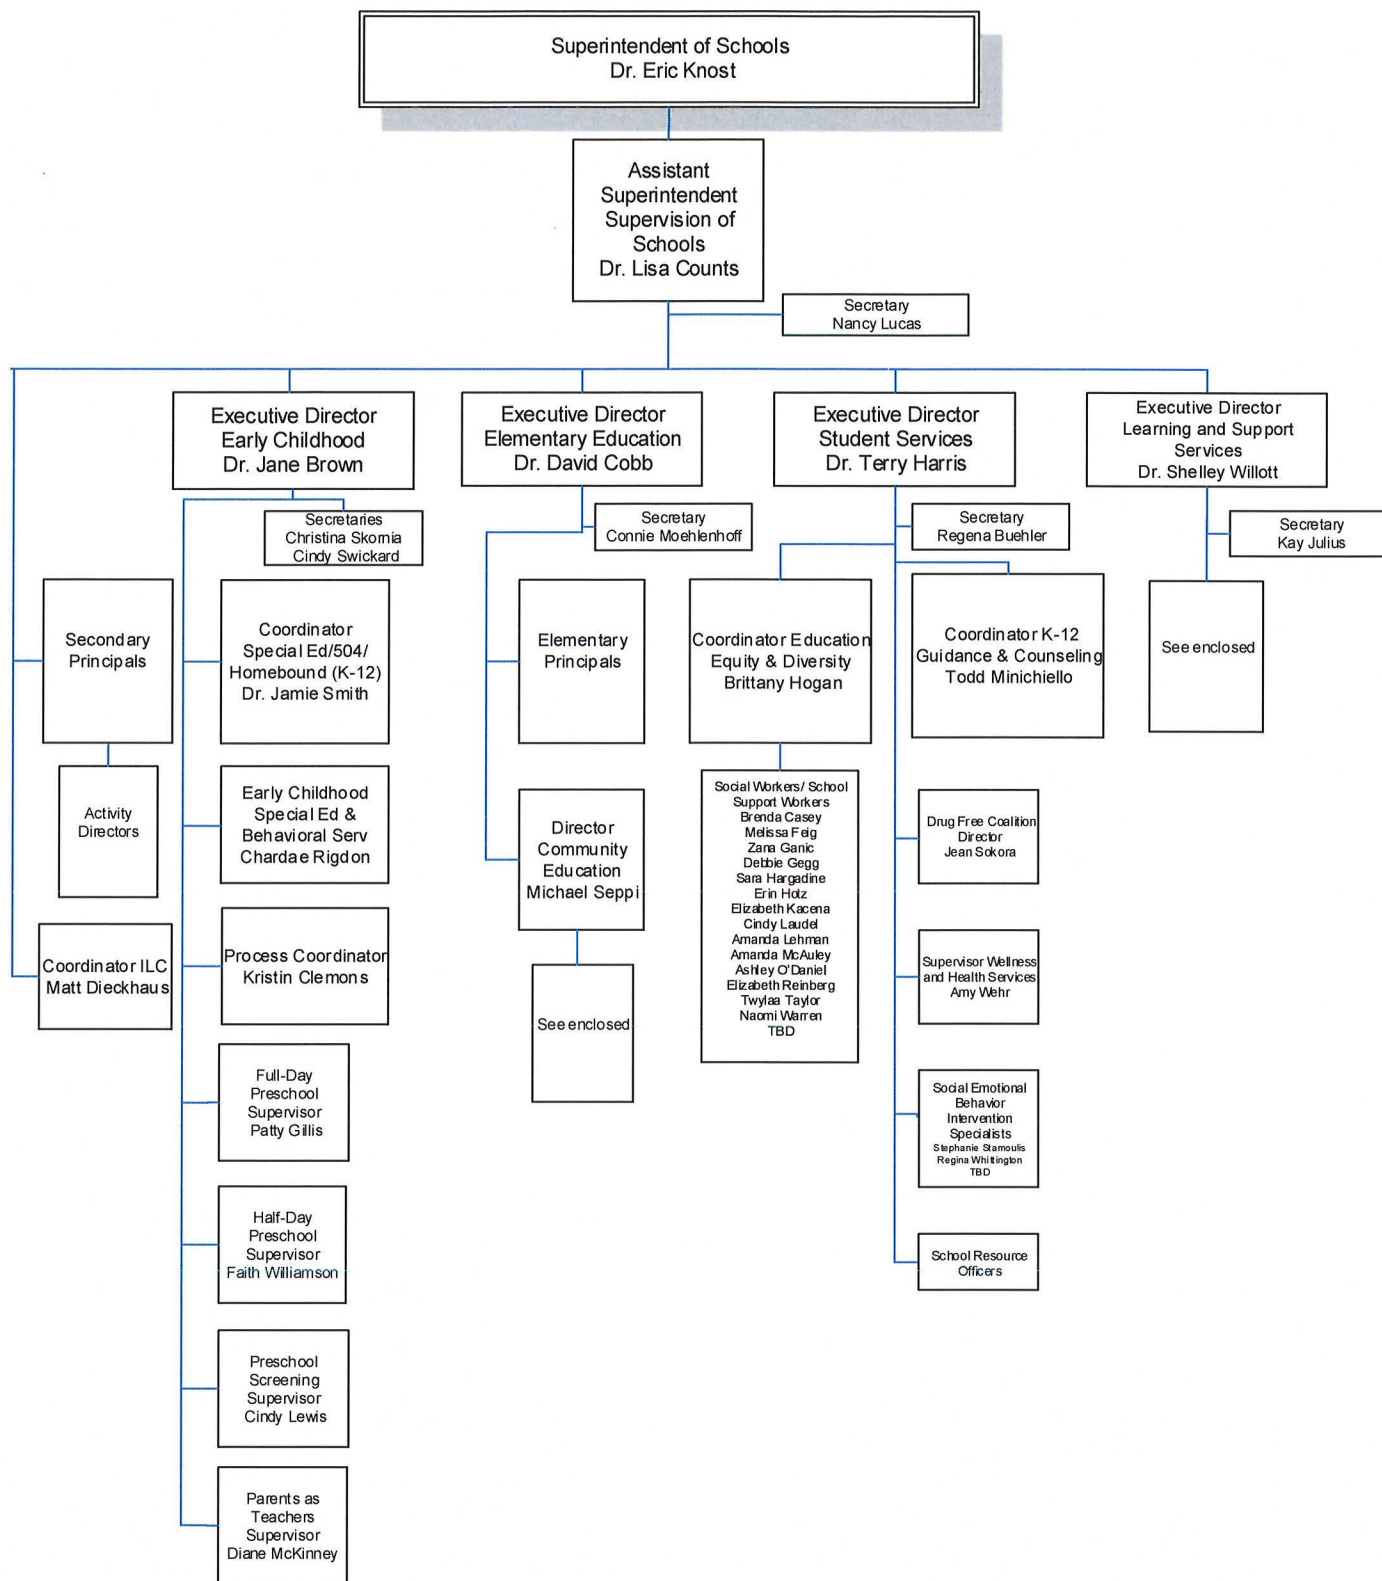 Superintendent of Schools
Dr. Eric Knost
Assistant
Superintendent
Supervision of
Schools
Dr. Lisa Counts
Secretary
Nancy Lucas
Executive Director
Early Childhood
Dr. Jane Brown
Executive Director
Elementary Education
Dr. David Cobb
Executive Director
Student Services
Dr. Terry Harris
Executive Director
Learning and Support
Services
Dr. Shelley Willott
Secretaries
Christina Skornia
Cindy Swickard
Secretary
Connie Moehlenhoff
Secretary
Regena Buehler
Secretary
Kay Julius
Secondary
Principals
Coordinator
Special Ed/504/
Homebound (K-12)
Dr. Jamie Smith
Elementary
Principals
Coordinator Education
Equity & Diversity
Brittany Hogan
Coordinator K-12
Guidance & Counseling
Todd Minichiello
See enclosed
Activity
Directors
Early Childhood
Special Ed &
Behavioral Serv
Chardae Rigdon
Director
Community
Education
Michael Seppi
Social Workers/ School
Support Workers
Brenda Casey
Melissa Feig
Zana Ganic
Debbie Gegg
Sara Hargadine
Erin Hotz
Elizabeth Kacena
Cindy Laudel
Amanda Lehman
Amanda McAuley
Ashley O'Daniel
Elizabeth Reinberg
Twylaa Taylor
Naomi Warren
TBD
Drug Free Coalition
Director
Jean Sokora
Coordinator ILC
Matt Dieckhaus
Process Coordinator
Kristin Clemons
See enclosed
Supervisor Wellness
and Health Services
Amy Wehr
Full-Day
Preschool
Supervisor
Patty Gillis
Social Emotional
Behavior
Intervention
Specialists
Stephanie Stamoulis
Regina Whittington
TBD
Half-Day
Preschool
Supervisor
Faith Williamson
School Resource
Officers
Preschool
Screening
Supervisor
Cindy Lewis
Parents as
Teachers
Supervisor
Diane McKinney